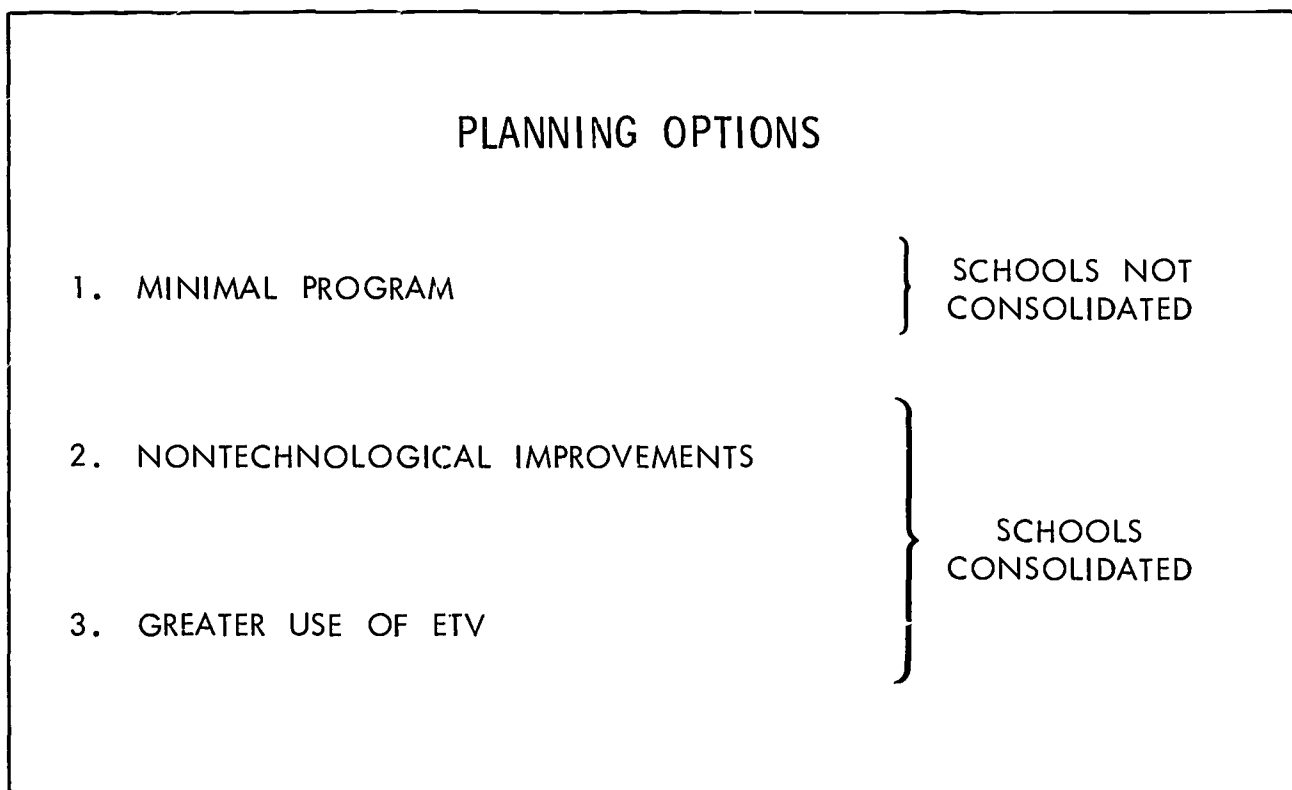 PLANNING OPTIONS
1. MINIMAL PROGRAM
SCHOOLS NOT
CONSOLIDATED
2. NONTECHNOLOGICAL IMPROVEMENTS
3. GREATER USE OF ETV
SCHOOLS
CONSOLIDATED